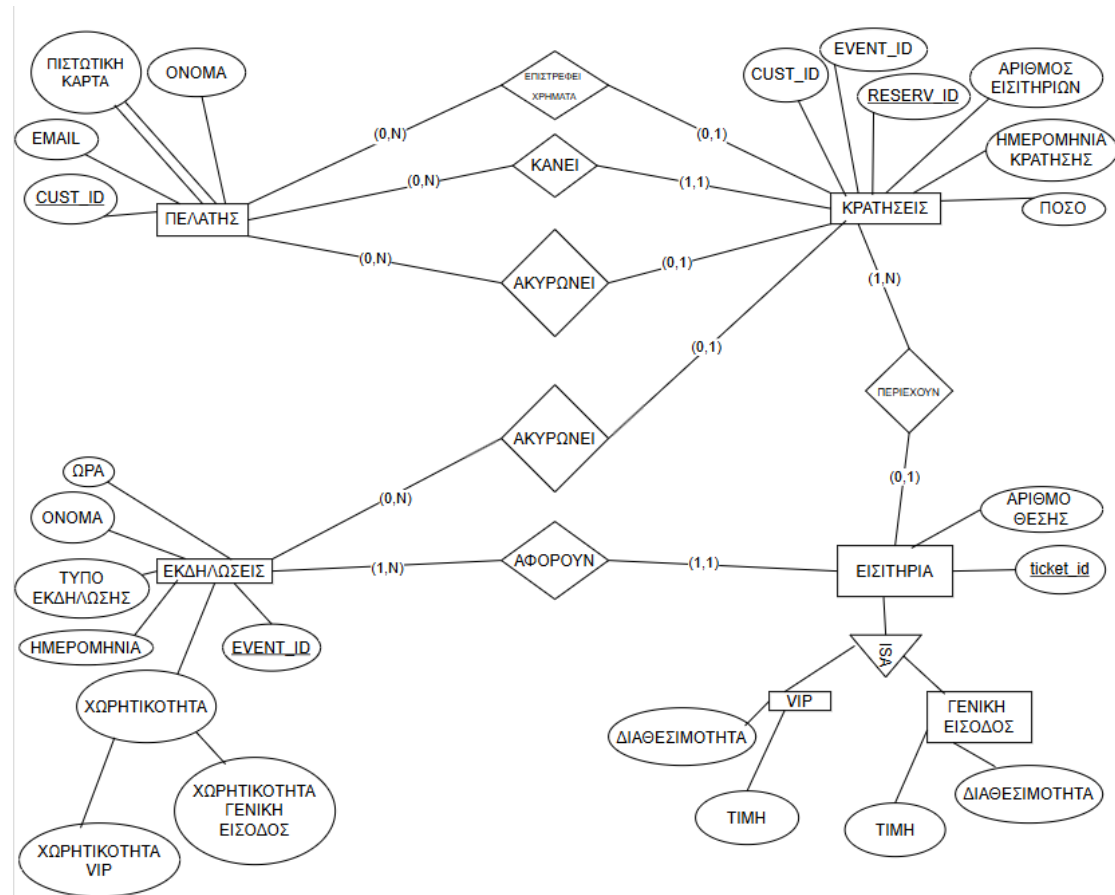 ΠΙΣΤΩΤΙΚΗ
ΚΑΡΤΑ
ΟΝΟΜΑ
EMAIL
CUST_ID
ΠΕΛΑΤΗΣ
ΕΠΙΣΤΡΕΦΕΙ
ΧΡΗΜΑΤΑ
(0,N)
(0,1)
ΚΑΝΕΙ
(0,N)
(1,1)
ΑΚΥΡΩΝΕΙ
(0,N)
(0,1)
EVENT_ID
CUST_ID
RESERV_ID
ΑΡΙΘΜΟΣ
ΕΙΣΙΤΗΡΙΩΝ
ΗΜΕΡΟΜΗΝΙΑ
ΚΡΑΤΗΣΗΣ
ΠΟΣΟ
ΚΡΑΤΗΣΕΙΣ
(1,N)
(0,1)
ΠΕΡΙΕΧΟΥΝ
(0,1)
ΑΚΥΡΩΝΕΙ
(0,N)
ΩΡΑ
ΟΝΟΜΑ
ΤΥΠΟ
ΕΚΔΗΛΩΣΗΣ
ΗΜΕΡΟΜΗΝΙΑ
ΕΚΔΗΛΩΣΕΙΣ
EVENT_ID
(1,N)
ΑΦΟΡΟΥΝ
(1,1)
ΑΡΙΘΜΟ
ΘΕΣΗΣ
ΕΙΣΙΤΗΡΙΑ
ticket_id
ISA
ΧΩΡΗΤΙΚΟΤΗΤΑ
ΧΩΡΗΤΙΚΟΤΗΤΑ
ΓΕΝΙΚΗ
ΕΙΣΟΔΟΣ
ΧΩΡΗΤΙΚΟΤΗΤΑ
VIP
VIP
ΓΕΝΙΚΗ
ΕΙΣΟΔΟΣ
ΔΙΑΘΕΣΙΜΟΤΗΤΑ
ΤΙΜΗ
ΤΙΜΗ
ΔΙΑΘΕΣΙΜΟΤΗΤΑ